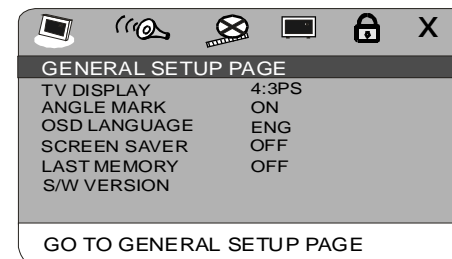 X
GENERAL SETUP PAGE
TV DISPLAY 4:3PS
ANGLE MARK ON
OSD LANGUAGE ENG
SCREEN SAVER OFF
LAST MEMORY OFF
S/W VERSION
GO TO GENERAL SETUP PAGE